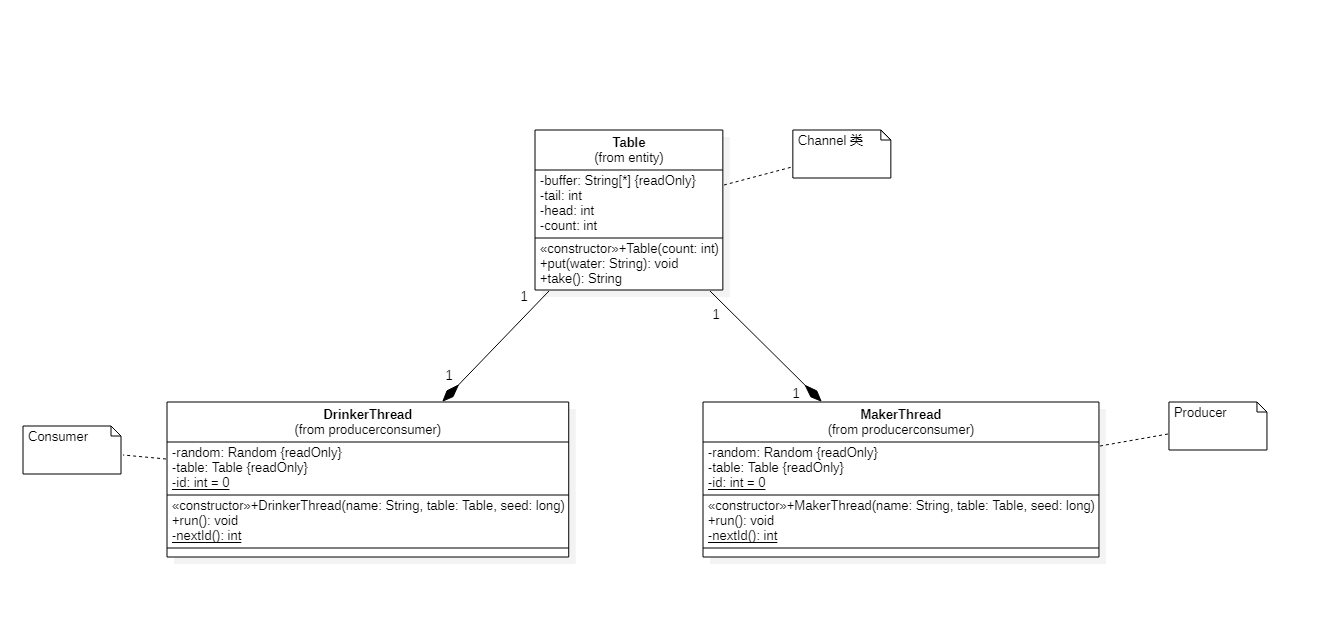 Table
(from entity)
-buffer: String[*] {readOnly}
-tail: int
-head: int
-count: int
«constructor»+Table(count: int)
+put(water: String): void
+take(): String
Channel 类
1
1
1
1
Consumer
DrinkerThread
(from producerconsumer)
-random: Random {readOnly}
-table: Table {readOnly}
-id: int = 0
«constructor»+DrinkerThread(name: String, table: Table, seed: long)
+run(): void
-nextId(): int
MakerThread
(from producerconsumer)
-random: Random {readOnly}
-table: Table {readOnly}
-id: int = 0
«constructor»+MakerThread(name: String, table: Table, seed: long)
+run(): void
-nextId(): int
Producer